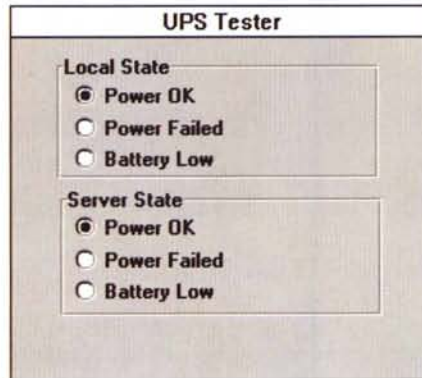 UPS Tester
Local State
Power OK
Power Failed
Battery Low
Server State
Power OK
Power Failed
Battery Low